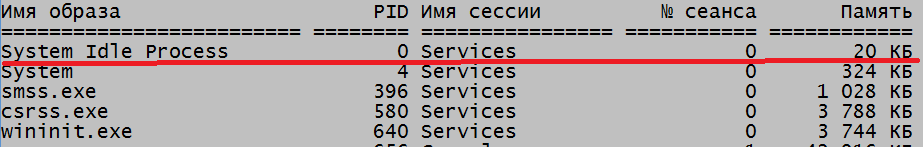 Имя образа PID Имя сессии № сеанса Память
========================= ======== ================ =========== ============
System Idle Process 0 Services 0 20 КБ
System 4 Services 0 324 КБ
smss.exe 396 Services 0 1 028 КБ
csrss.exe 580 Services 0 3 788 КБ
wininit.exe 640 Services 0 3 744 КБ